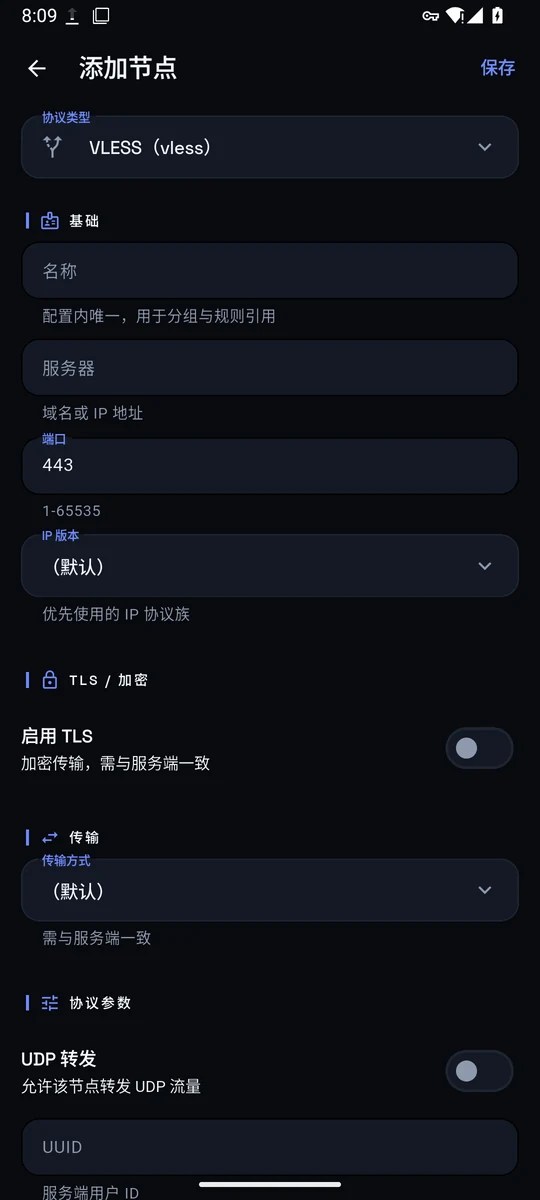 8:09
添加节点
保存
协议类型
VLESS（vless）
基础
名称
配置内唯一，用于分组与规则引用
服务器
域名或 IP 地址
端口
443
1-65535
IP 版本
（默认）
优先使用的 IP 协议族
TLS / 加密
启用 TLS
加密传输，需与服务端一致
传输
传输方式
（默认）
需与服务端一致
协议参数
UDP 转发
允许该节点转发 UDP 流量
UUID
服务端用户 ID